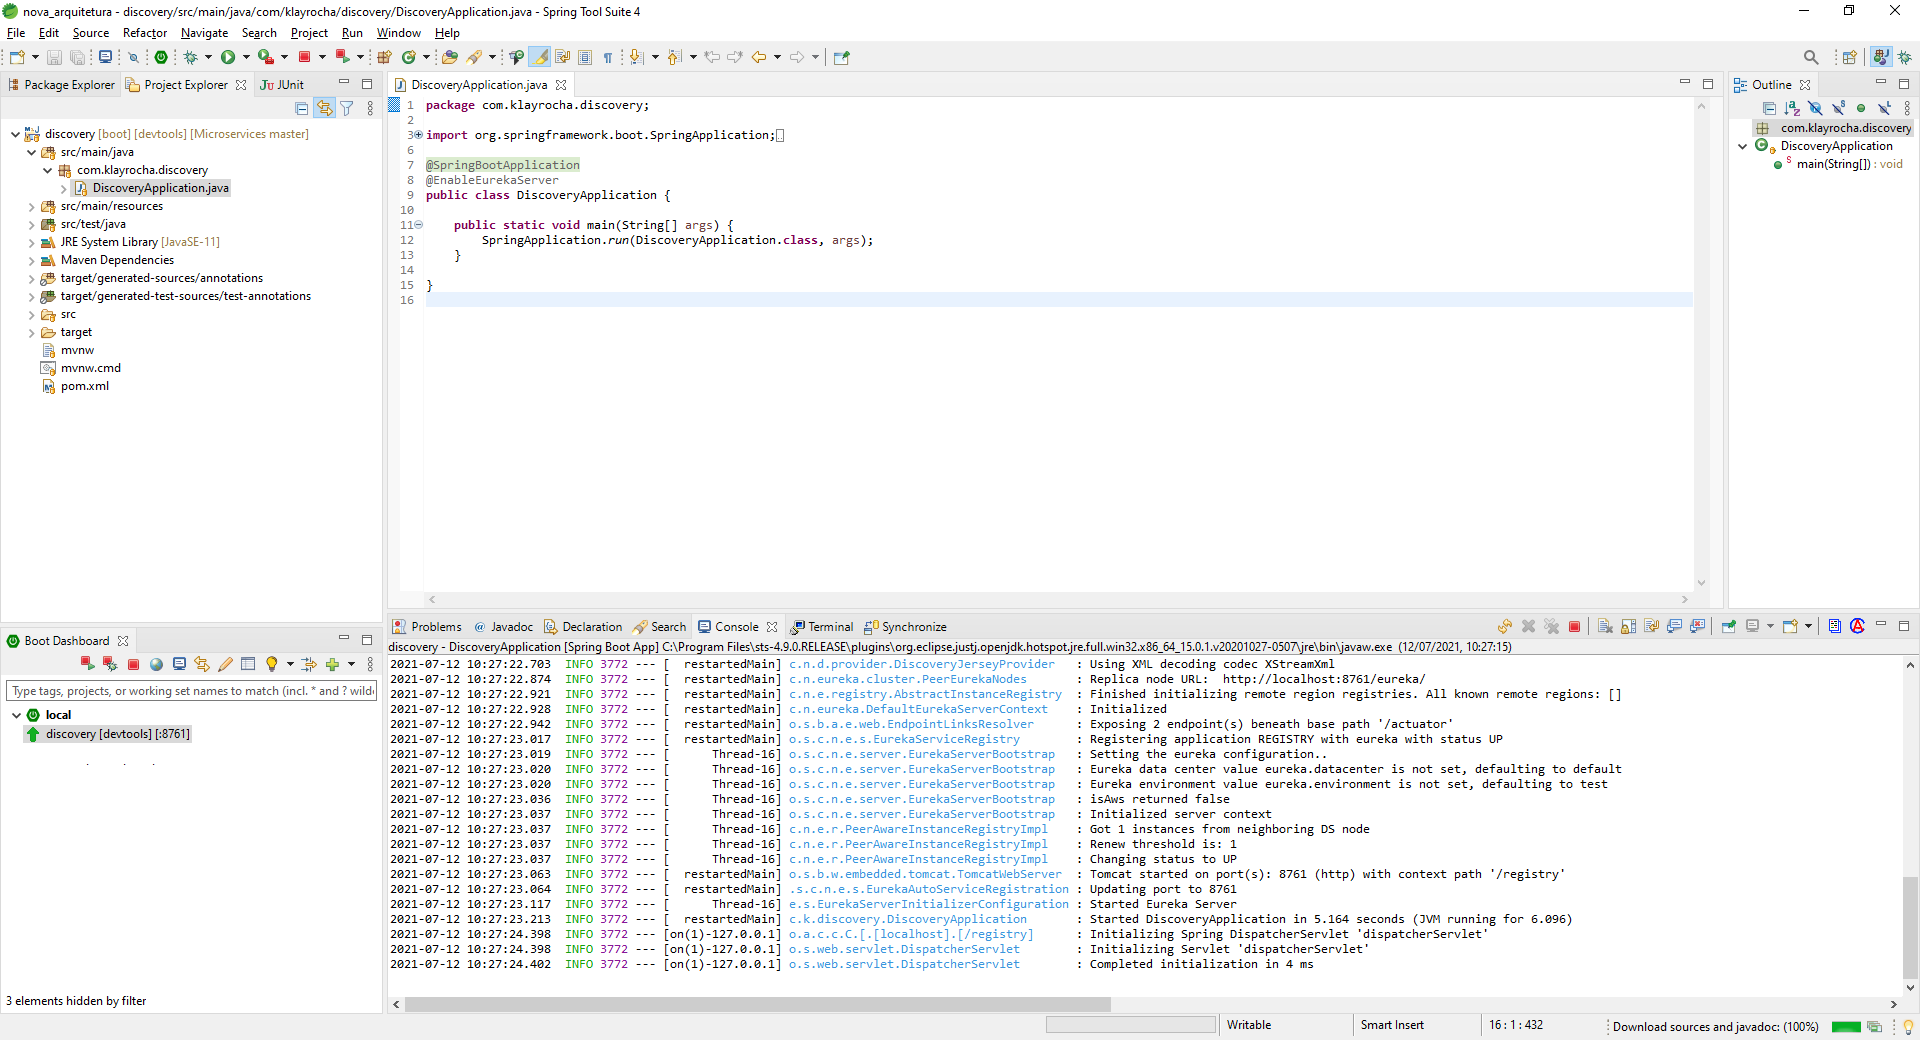 nova_arquitetura - discovery/src/main/java/com/klayrocha/discovery/DiscoveryApplication.java - Spring Tool Suite 4
File Edit Source Refactor Navigate Search Project Run Window Help
Package Explorer Project Explorer JUnit
discovery [boot] [devtools] [Microservices master]
src/main/java
com.klayrocha.discovery
DiscoveryApplication.java
src/main/resources
src/test/java
JRE System Library [JavaSE-11]
Maven Dependencies
target/generated-sources/annotations
target/generated-test-sources/test-annotations
src
target
mvnw
mvnw.cmd
pom.xml
DiscoveryApplication.java
1 package com.klayrocha.discovery;
2
3 import org.springframework.boot.SpringApplication;
6
7 @SpringBootApplication
8 @EnableEurekaServer
9 public class DiscoveryApplication {
10
11 public static void main(String[] args) {
12 SpringApplication.run(DiscoveryApplication.class, args);
13 }
14
15 }
16
Outline
com.klayrocha.discovery
DiscoveryApplication
main(String[]) : void
Boot Dashboard
Type tags, projects, or working set names to match (incl. * and ? wild
local
discovery [devtools] [:8761]
3 elements hidden by filter
Problems Javadoc Declaration Search Console Terminal Synchronize
discovery - DiscoveryApplication [Spring Boot App] C:\Program Files\sts-4.9.0.RELEASE\plugins\org.eclipse.justj.openjdk.hotspot.jre.full.win32.x86_64_15.0.1.v20201027-0507\jre\bin\javaw.exe (12/07/2021, 10:27:15)
2021-07-12 10:27:22.703 INFO 3772 --- [ restartedMain] c.n.d.provider.DiscoveryJerseyProvider : Using XML decoding codec XStreamXml
2021-07-12 10:27:22.874 INFO 3772 --- [ restartedMain] c.n.eureka.cluster.PeerEurekaNodes : Replica node URL: http://localhost:8761/eureka/
2021-07-12 10:27:22.921 INFO 3772 --- [ restartedMain] c.n.e.registry.AbstractInstanceRegistry : Finished initializing remote region registries. All known remote regions: []
2021-07-12 10:27:22.928 INFO 3772 --- [ restartedMain] c.n.eureka.DefaultEurekaServerContext : Initialized
2021-07-12 10:27:22.942 INFO 3772 --- [ restartedMain] o.s.b.a.e.web.EndpointLinksResolver : Exposing 2 endpoint(s) beneath base path '/actuator'
2021-07-12 10:27:23.017 INFO 3772 --- [ restartedMain] o.s.c.n.e.s.EurekaServiceRegistry : Registering application REGISTRY with eureka with status UP
2021-07-12 10:27:23.019 INFO 3772 --- [ Thread-16] o.s.c.n.e.server.EurekaServerBootstrap : Setting the eureka configuration..
2021-07-12 10:27:23.020 INFO 3772 --- [ Thread-16] o.s.c.n.e.server.EurekaServerBootstrap : Eureka data center value eureka.datacenter is not set, defaulting to default
2021-07-12 10:27:23.020 INFO 3772 --- [ Thread-16] o.s.c.n.e.server.EurekaServerBootstrap : Eureka environment value eureka.environment is not set, defaulting to test
2021-07-12 10:27:23.036 INFO 3772 --- [ Thread-16] o.s.c.n.e.server.EurekaServerBootstrap : isAws returned false
2021-07-12 10:27:23.037 INFO 3772 --- [ Thread-16] o.s.c.n.e.server.EurekaServerBootstrap : Initialized server context
2021-07-12 10:27:23.037 INFO 3772 --- [ Thread-16] c.n.e.r.PeerAwareInstanceRegistryImpl : Got 1 instances from neighboring DS node
2021-07-12 10:27:23.037 INFO 3772 --- [ Thread-16] c.n.e.r.PeerAwareInstanceRegistryImpl : Renew threshold is: 1
2021-07-12 10:27:23.037 INFO 3772 --- [ Thread-16] c.n.e.r.PeerAwareInstanceRegistryImpl : Changing status to UP
2021-07-12 10:27:23.063 INFO 3772 --- [ restartedMain] o.s.b.w.embedded.tomcat.TomcatWebServer : Tomcat started on port(s): 8761 (http) with context path '/registry'
2021-07-12 10:27:23.064 INFO 3772 --- [ restartedMain] .s.c.n.e.s.EurekaAutoServiceRegistration : Updating port to 8761
2021-07-12 10:27:23.117 INFO 3772 --- [ Thread-16] e.s.EurekaServerInitializerConfiguration : Started Eureka Server
2021-07-12 10:27:23.213 INFO 3772 --- [ restartedMain] c.k.discovery.DiscoveryApplication : Started DiscoveryApplication in 5.164 seconds (JVM running for 6.096)
2021-07-12 10:27:24.398 INFO 3772 --- [on(1)-127.0.0.1] o.a.c.c.C.[.[localhost].[/registry] : Initializing Spring DispatcherServlet 'dispatcherServlet'
2021-07-12 10:27:24.398 INFO 3772 --- [on(1)-127.0.0.1] o.s.web.servlet.DispatcherServlet : Initializing Servlet 'dispatcherServlet'
2021-07-12 10:27:24.402 INFO 3772 --- [on(1)-127.0.0.1] o.s.web.servlet.DispatcherServlet : Completed initialization in 4 ms
Writable Smart Insert 16 : 1 : 432 Download sources and javadoc: (100%)